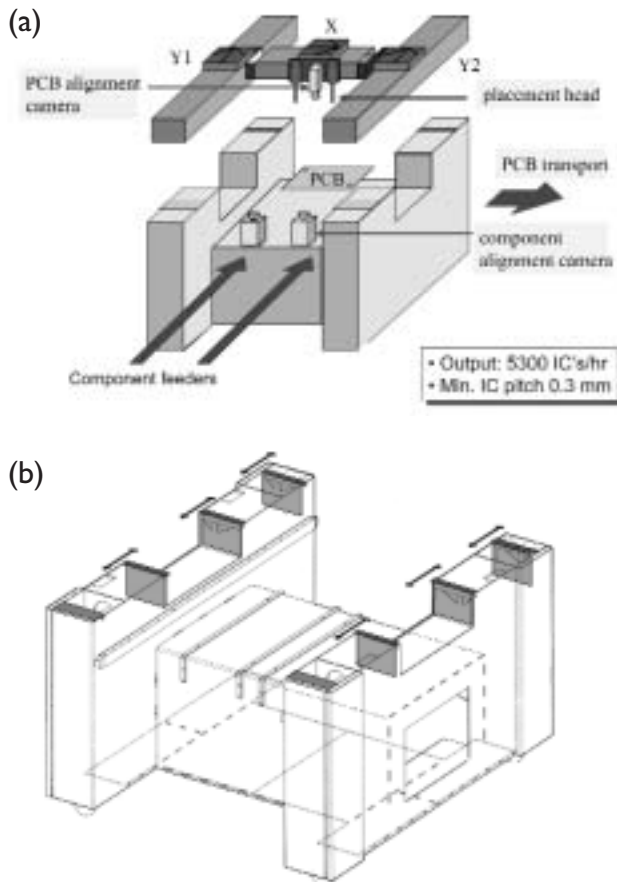 (a)
X
Y1
Y2
PCB alignment
camera
placement head
PCB
PCB transport
component
alignment camera
Component feeders
• Output: 5300 IC's/hr
• Min. IC pitch 0.3 mm
(b)